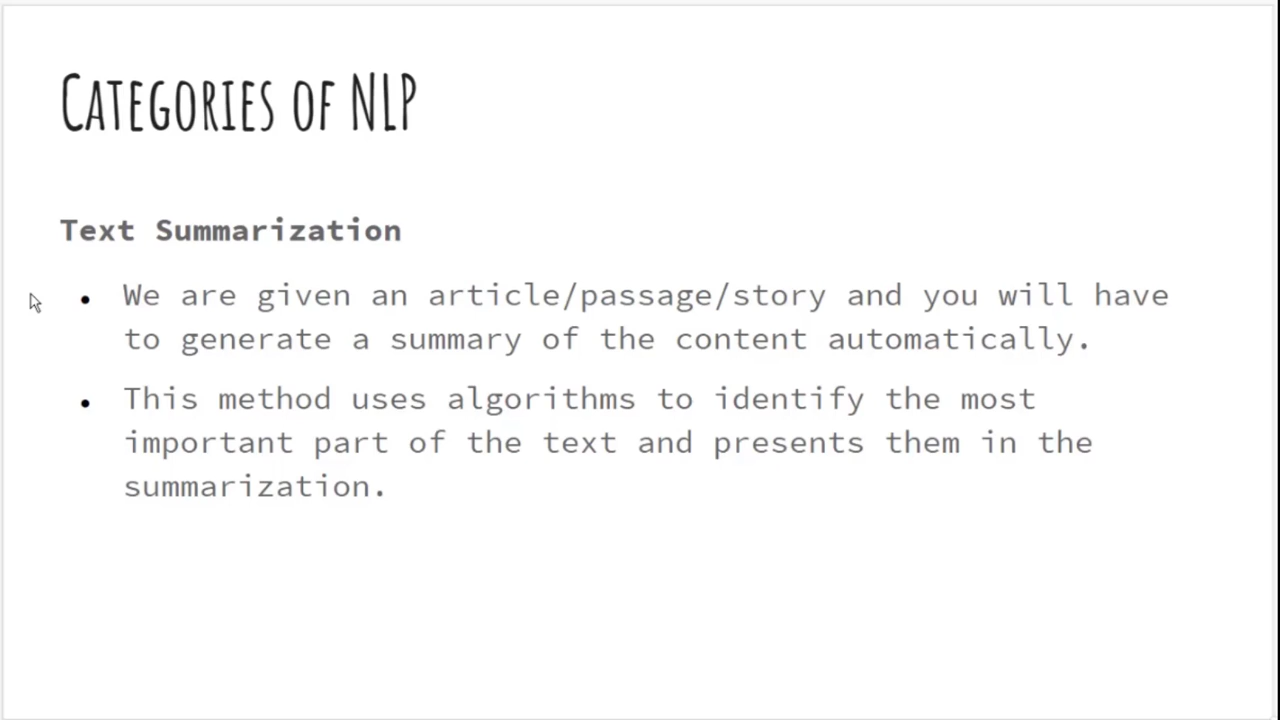 Categories of NLP
Text Summarization
• We are given an article/passage/story and you will have
to generate a summary of the content automatically.
• This method uses algorithms to identify the most
important part of the text and presents them in the
summarization.